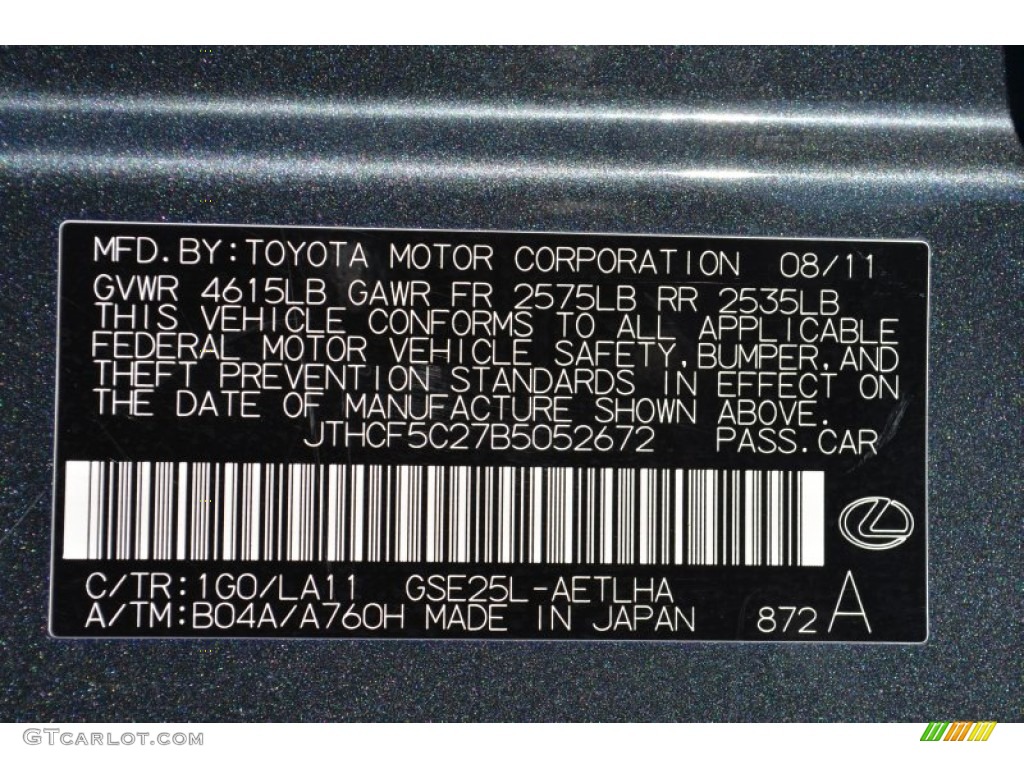 MFD.BY:TOYOTA MOTOR CORPORATION 08/11
GVWR 4615LB GAWR FR 2575LB RR 2535LB
THIS VEHICLE CONFORMS TO ALL APPLICABLE
FEDERAL MOTOR VEHICLE SAFETY,BUMPER,AND
THEFT PREVENTION STANDARDS IN EFFECT ON
THE DATE OF MANUFACTURE SHOWN ABOVE.
JTHCF5C27B5052672 PASS.CAR
C/TR:1G0/LA11 GSE25L-AETLHA
A/TM:B04A/A760H MADE IN JAPAN 872 A
GTCARLOT.COM